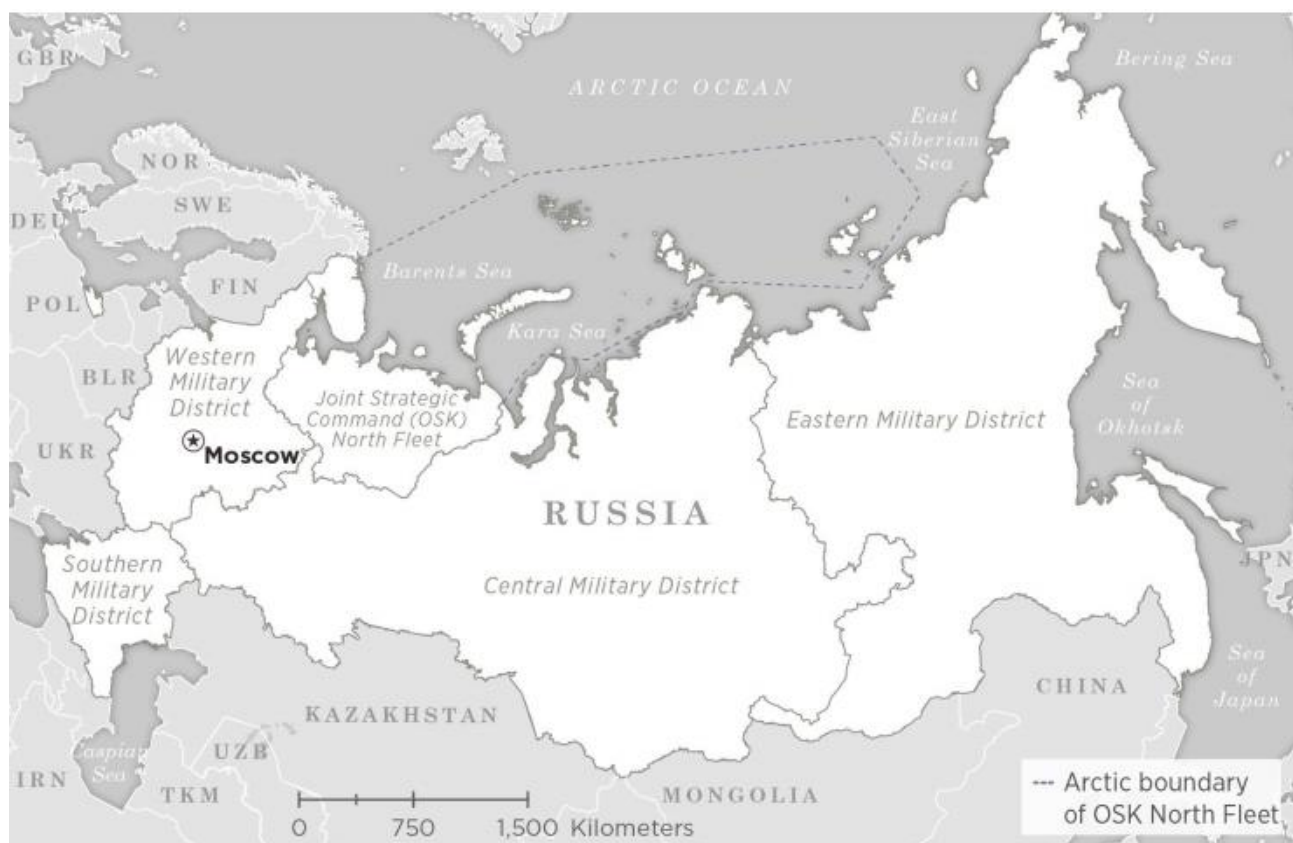 GBR
ARCTIC OCEAN
Bering Sea
East
Siberian
Sea
NOR
SWE
DEU
FIN
Barents Sea
POL
Kara Sea
Western
Military
District
BLR
Joint Strategic
Command (OSK)
North Fleet
Eastern Military District
Sea
of
Okhotsk
UKR
Moscow
RUSSIA
Southern
Military
District
Central Military District
JPN
KAZAKHSTAN
CHINA
Sea
of
Japan
UZB
Caspian
Sea
IRN
TKM
MONGOLIA
0 750 1,500 Kilometers
--- Arctic boundary
of OSK North Fleet